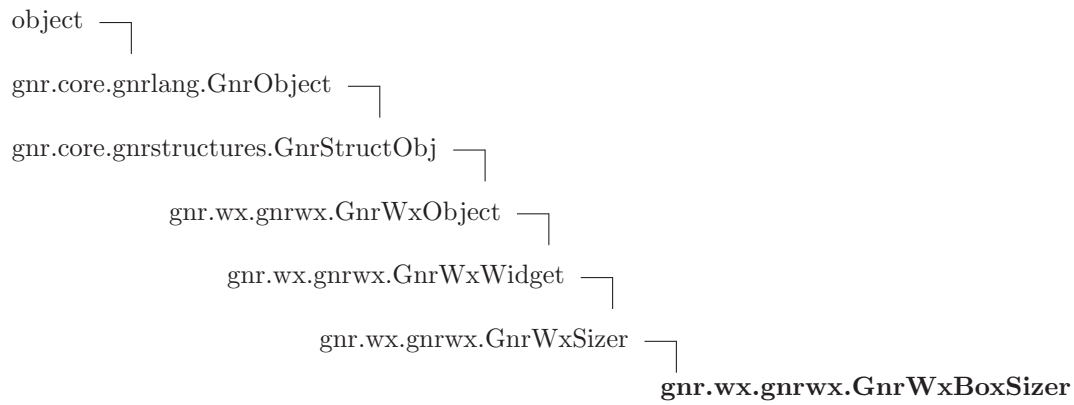 object
gnr.core.gnrlang.GnrObject
gnr.core.gnrstructures.GnrStructObj
gnr.wx.gnrwx.GnrWxObject
gnr.wx.gnrwx.GnrWxWidget
gnr.wx.gnrwx.GnrWxSizer
gnr.wx.gnrwx.GnrWxBoxSizer